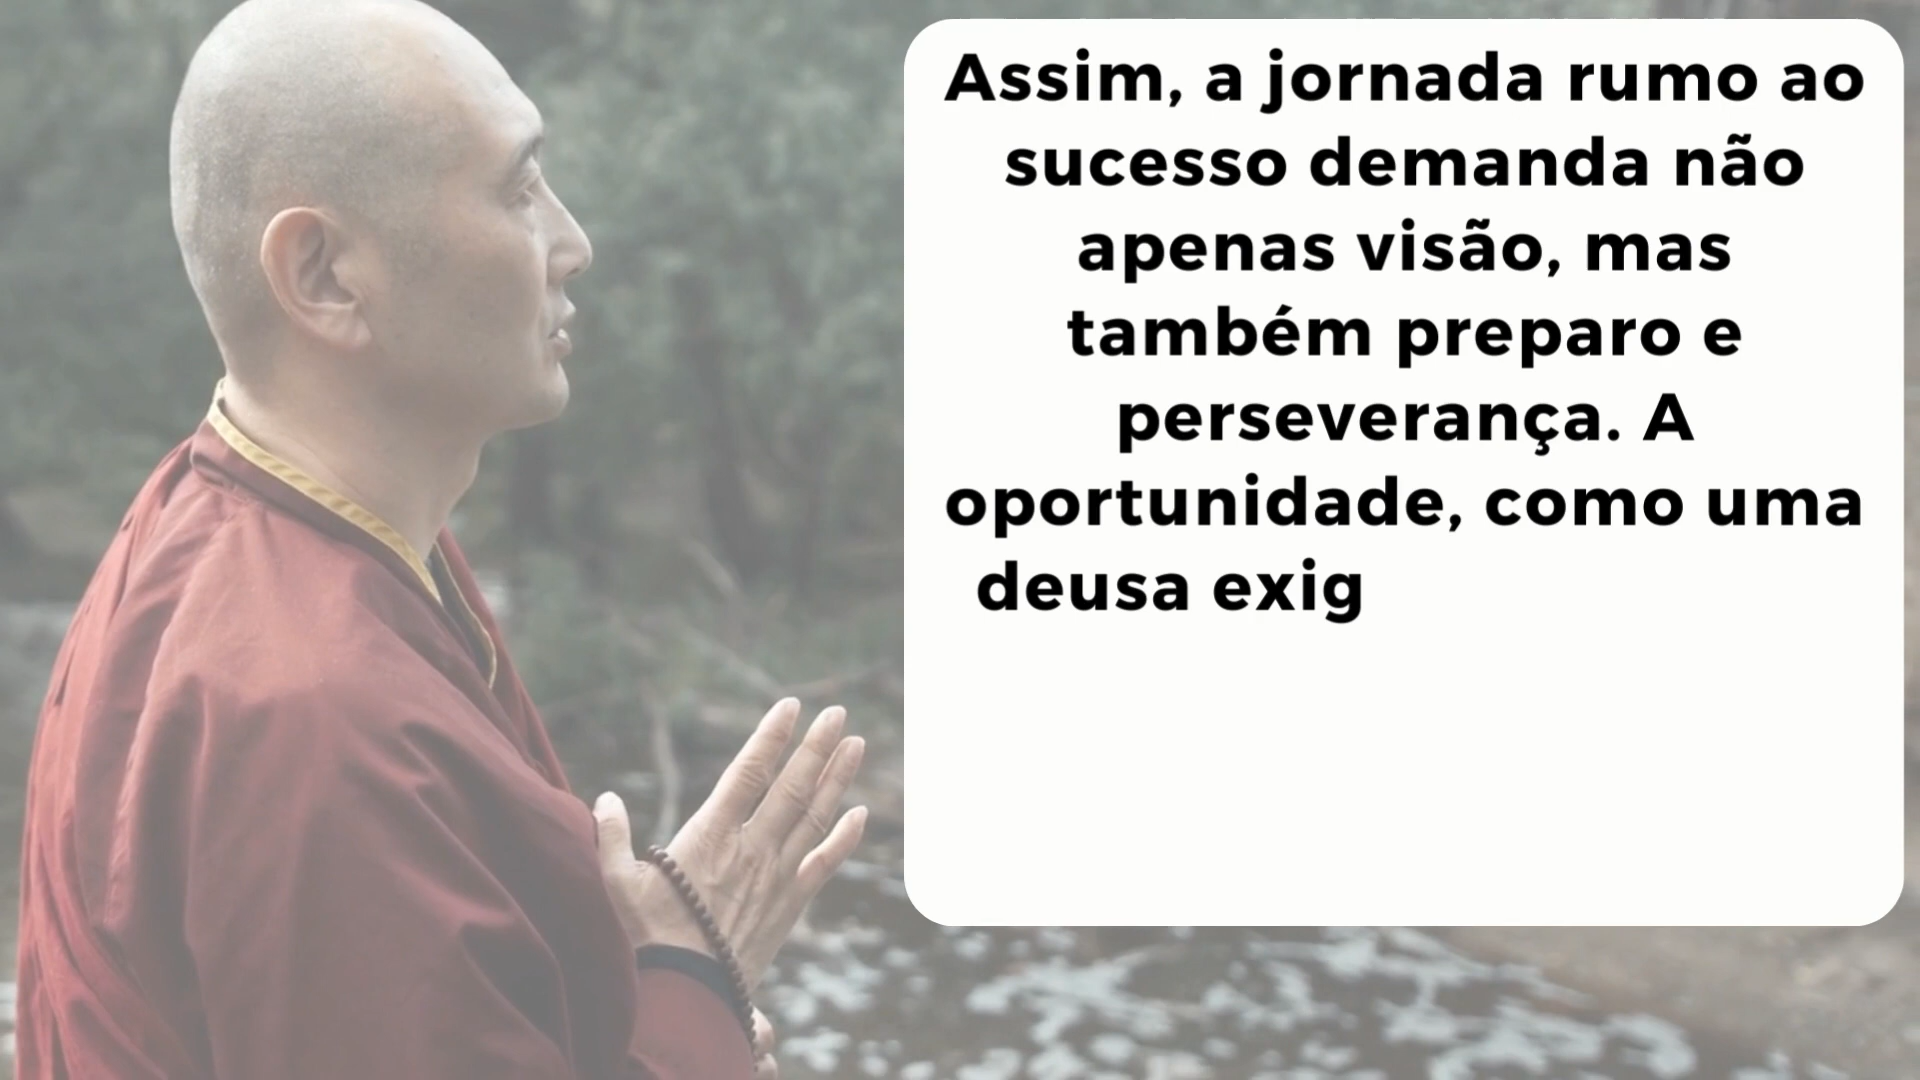 Assim, a jornada rumo ao
sucesso demanda não
apenas visão, mas
também preparo e
perseverança. A
oportunidade, como uma
deusa exig